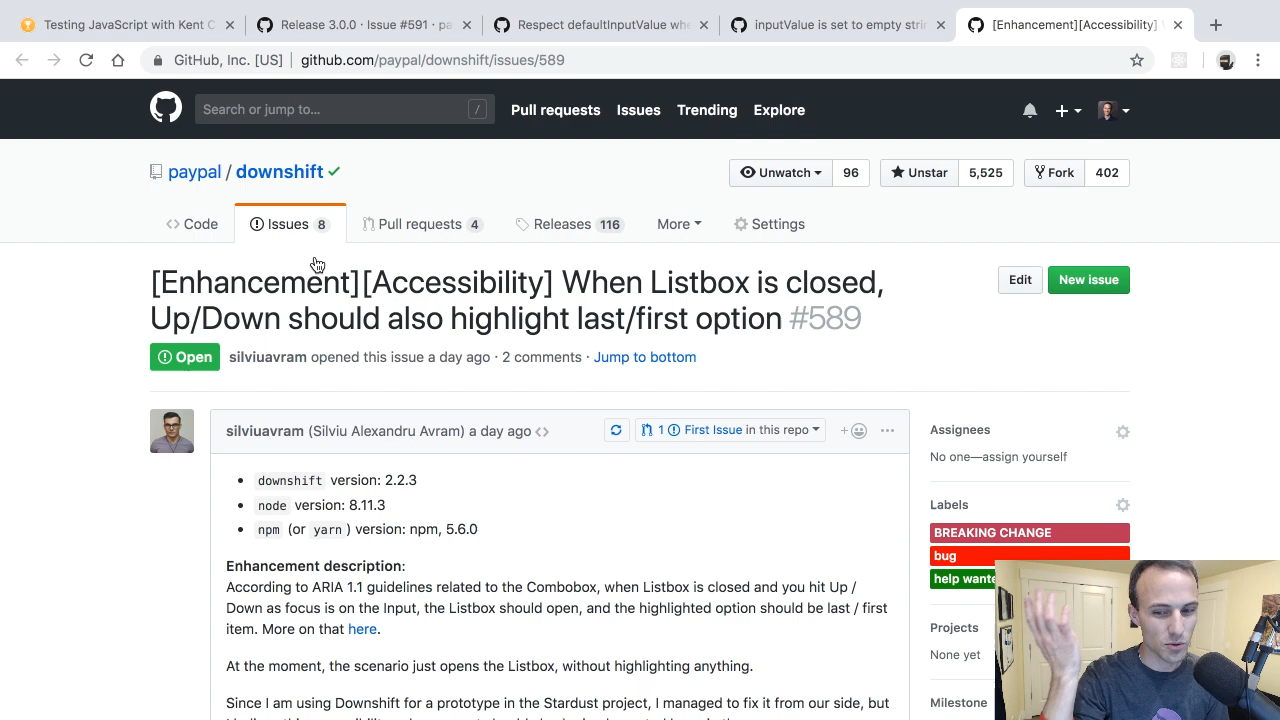 Testing JavaScript with Kent C
Release 3.0.0 · Issue #591 · pa
Respect defaultInputValue whe
inputValue is set to empty strin
[Enhancement][Accessibility] W
GitHub, Inc. [US] | github.com/paypal/downshift/issues/589
Search or jump to... /
Pull requests Issues Trending Explore
paypal / downshift
Unwatch 96 Unstar 5,525 Fork 402
Code Issues 8 Pull requests 4 Releases 116 More Settings
[Enhancement][Accessibility] When Listbox is closed,
Up/Down should also highlight last/first option #589
Edit New issue
Open silviuavram opened this issue a day ago · 2 comments · Jump to bottom
silviuavram (Silviu Alexandru Avram) a day ago
1 First Issue in this repo
downshift version: 2.2.3
node version: 8.11.3
npm (or yarn ) version: npm, 5.6.0
Enhancement description:
According to ARIA 1.1 guidelines related to the Combobox, when Listbox is closed and you hit Up /
Down as focus is on the Input, the Listbox should open, and the highlighted option should be last / first
item. More on that here.
At the moment, the scenario just opens the Listbox, without highlighting anything.
Since I am using Downshift for a prototype in the Stardust project, I managed to fix it from our side, but
Assignees
No one—assign yourself
Labels
BREAKING CHANGE
bug
help wante
Projects
None yet
Milestone